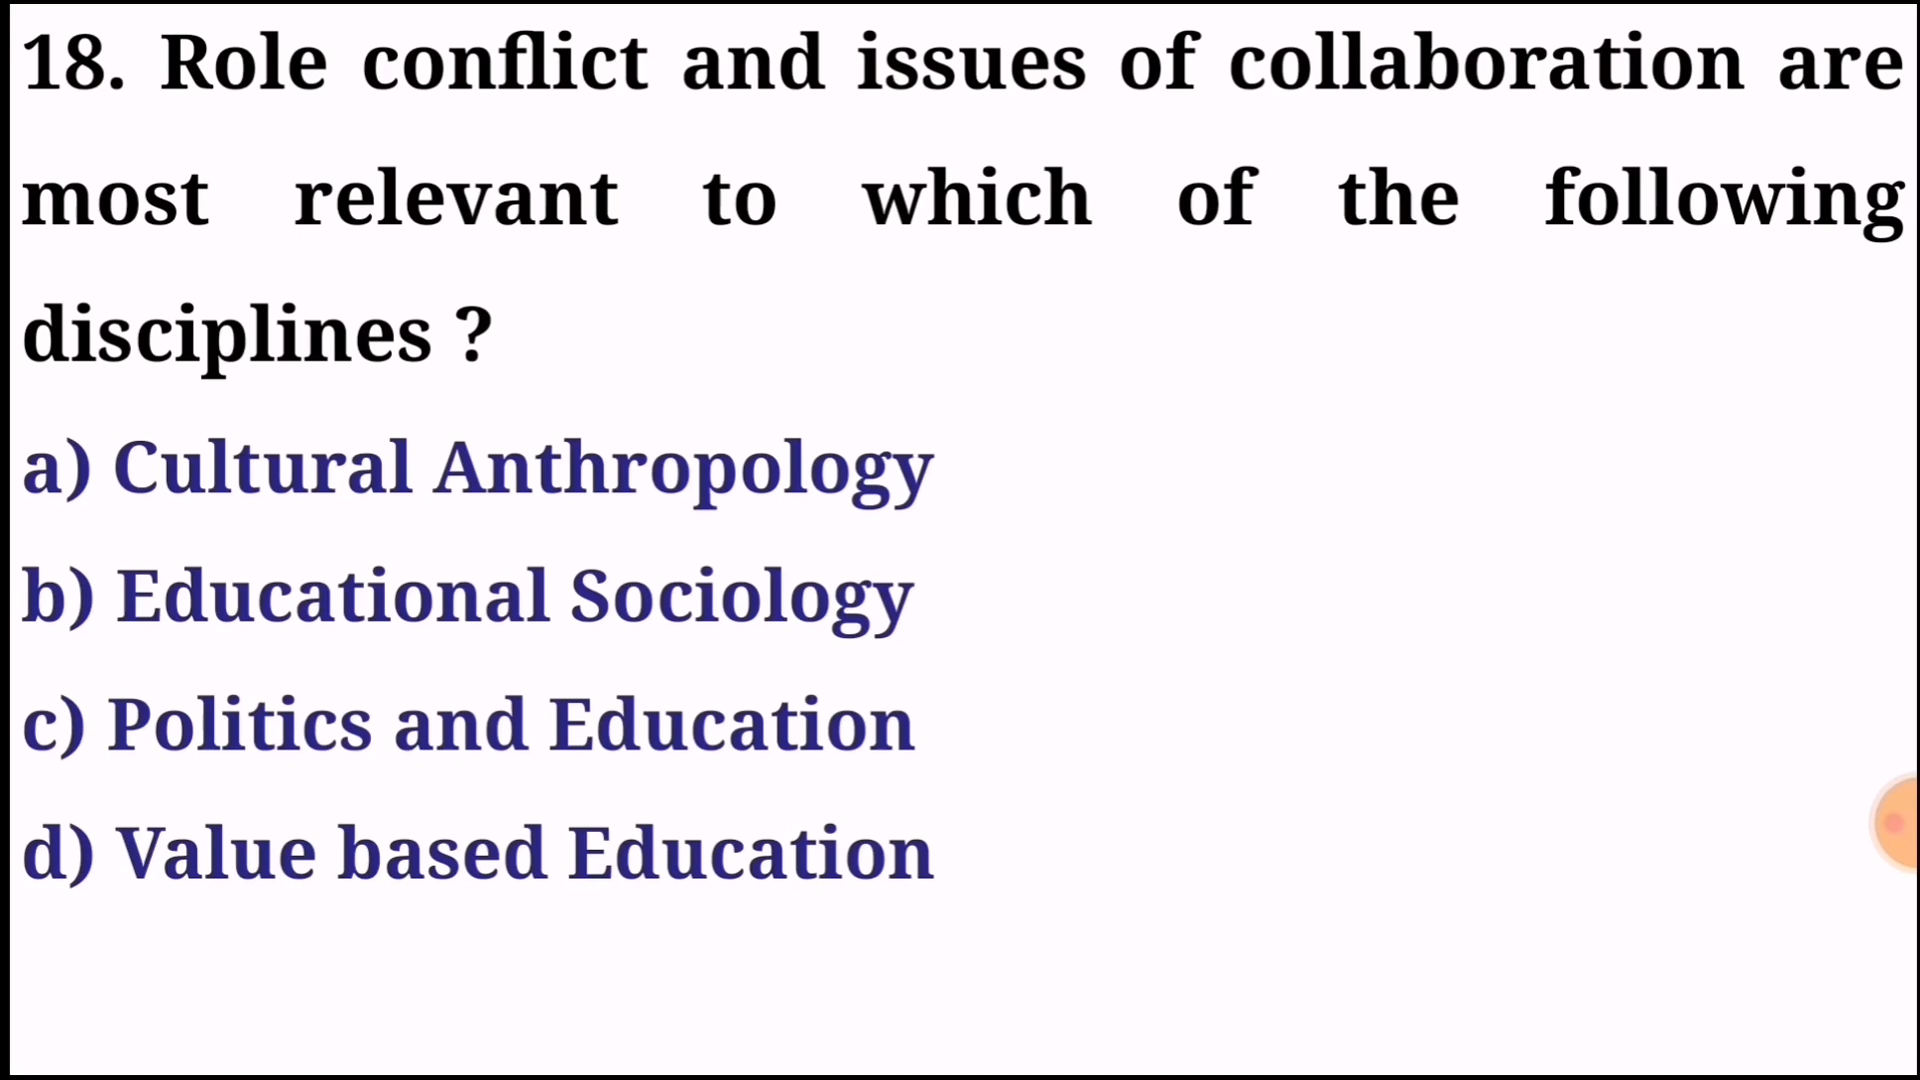 18. Role conflict and issues of collaboration are
most relevant to which of the following
disciplines ?
a) Cultural Anthropology
b) Educational Sociology
c) Politics and Education
d) Value based Education